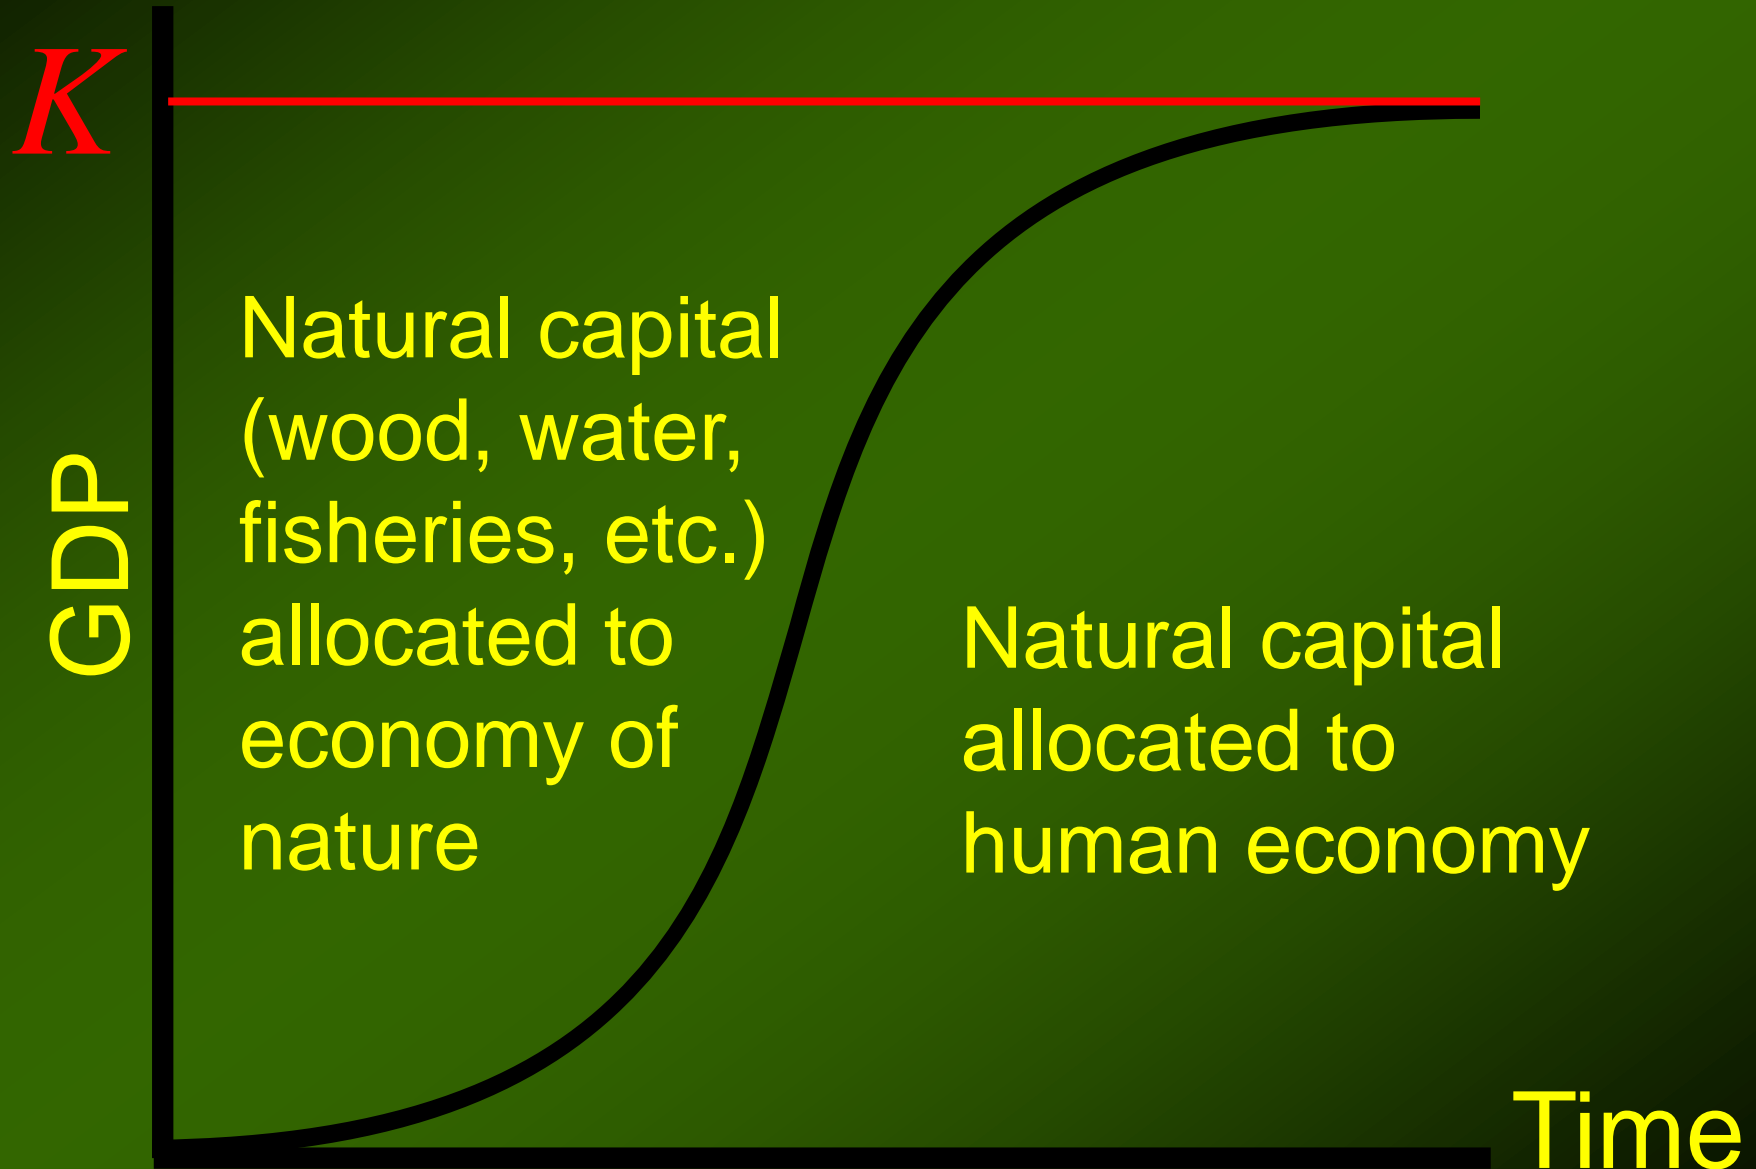 K
GDP
Natural capital
(wood, water,
fisheries, etc.)
allocated to
economy of
nature
Natural capital
allocated to
human economy
Time